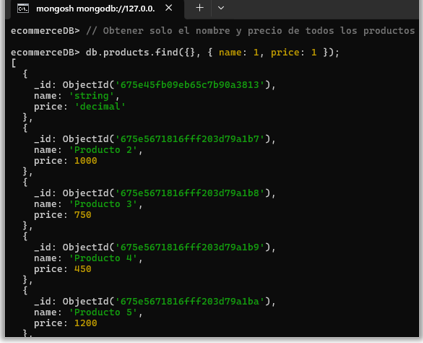 mongosh mongodb://127.0.0.
ecommerceDB> // Obtener solo el nombre y precio de todos los productos
ecommerceDB> db.products.find({}, { name: 1, price: 1 });
[
  {
    _id: ObjectId('675e45fb09eb65c7b90a3813'),
    name: 'string',
    price: 'decimal'
  },
  {
    _id: ObjectId('675e5671816fff203d79a1b7'),
    name: 'Producto 2',
    price: 1000
  },
  {
    _id: ObjectId('675e5671816fff203d79a1b8'),
    name: 'Producto 3',
    price: 750
  },
  {
    _id: ObjectId('675e5671816fff203d79a1b9'),
    name: 'Producto 4',
    price: 450
  },
  {
    _id: ObjectId('675e5671816fff203d79a1ba'),
    name: 'Producto 5',
    price: 1200
  },